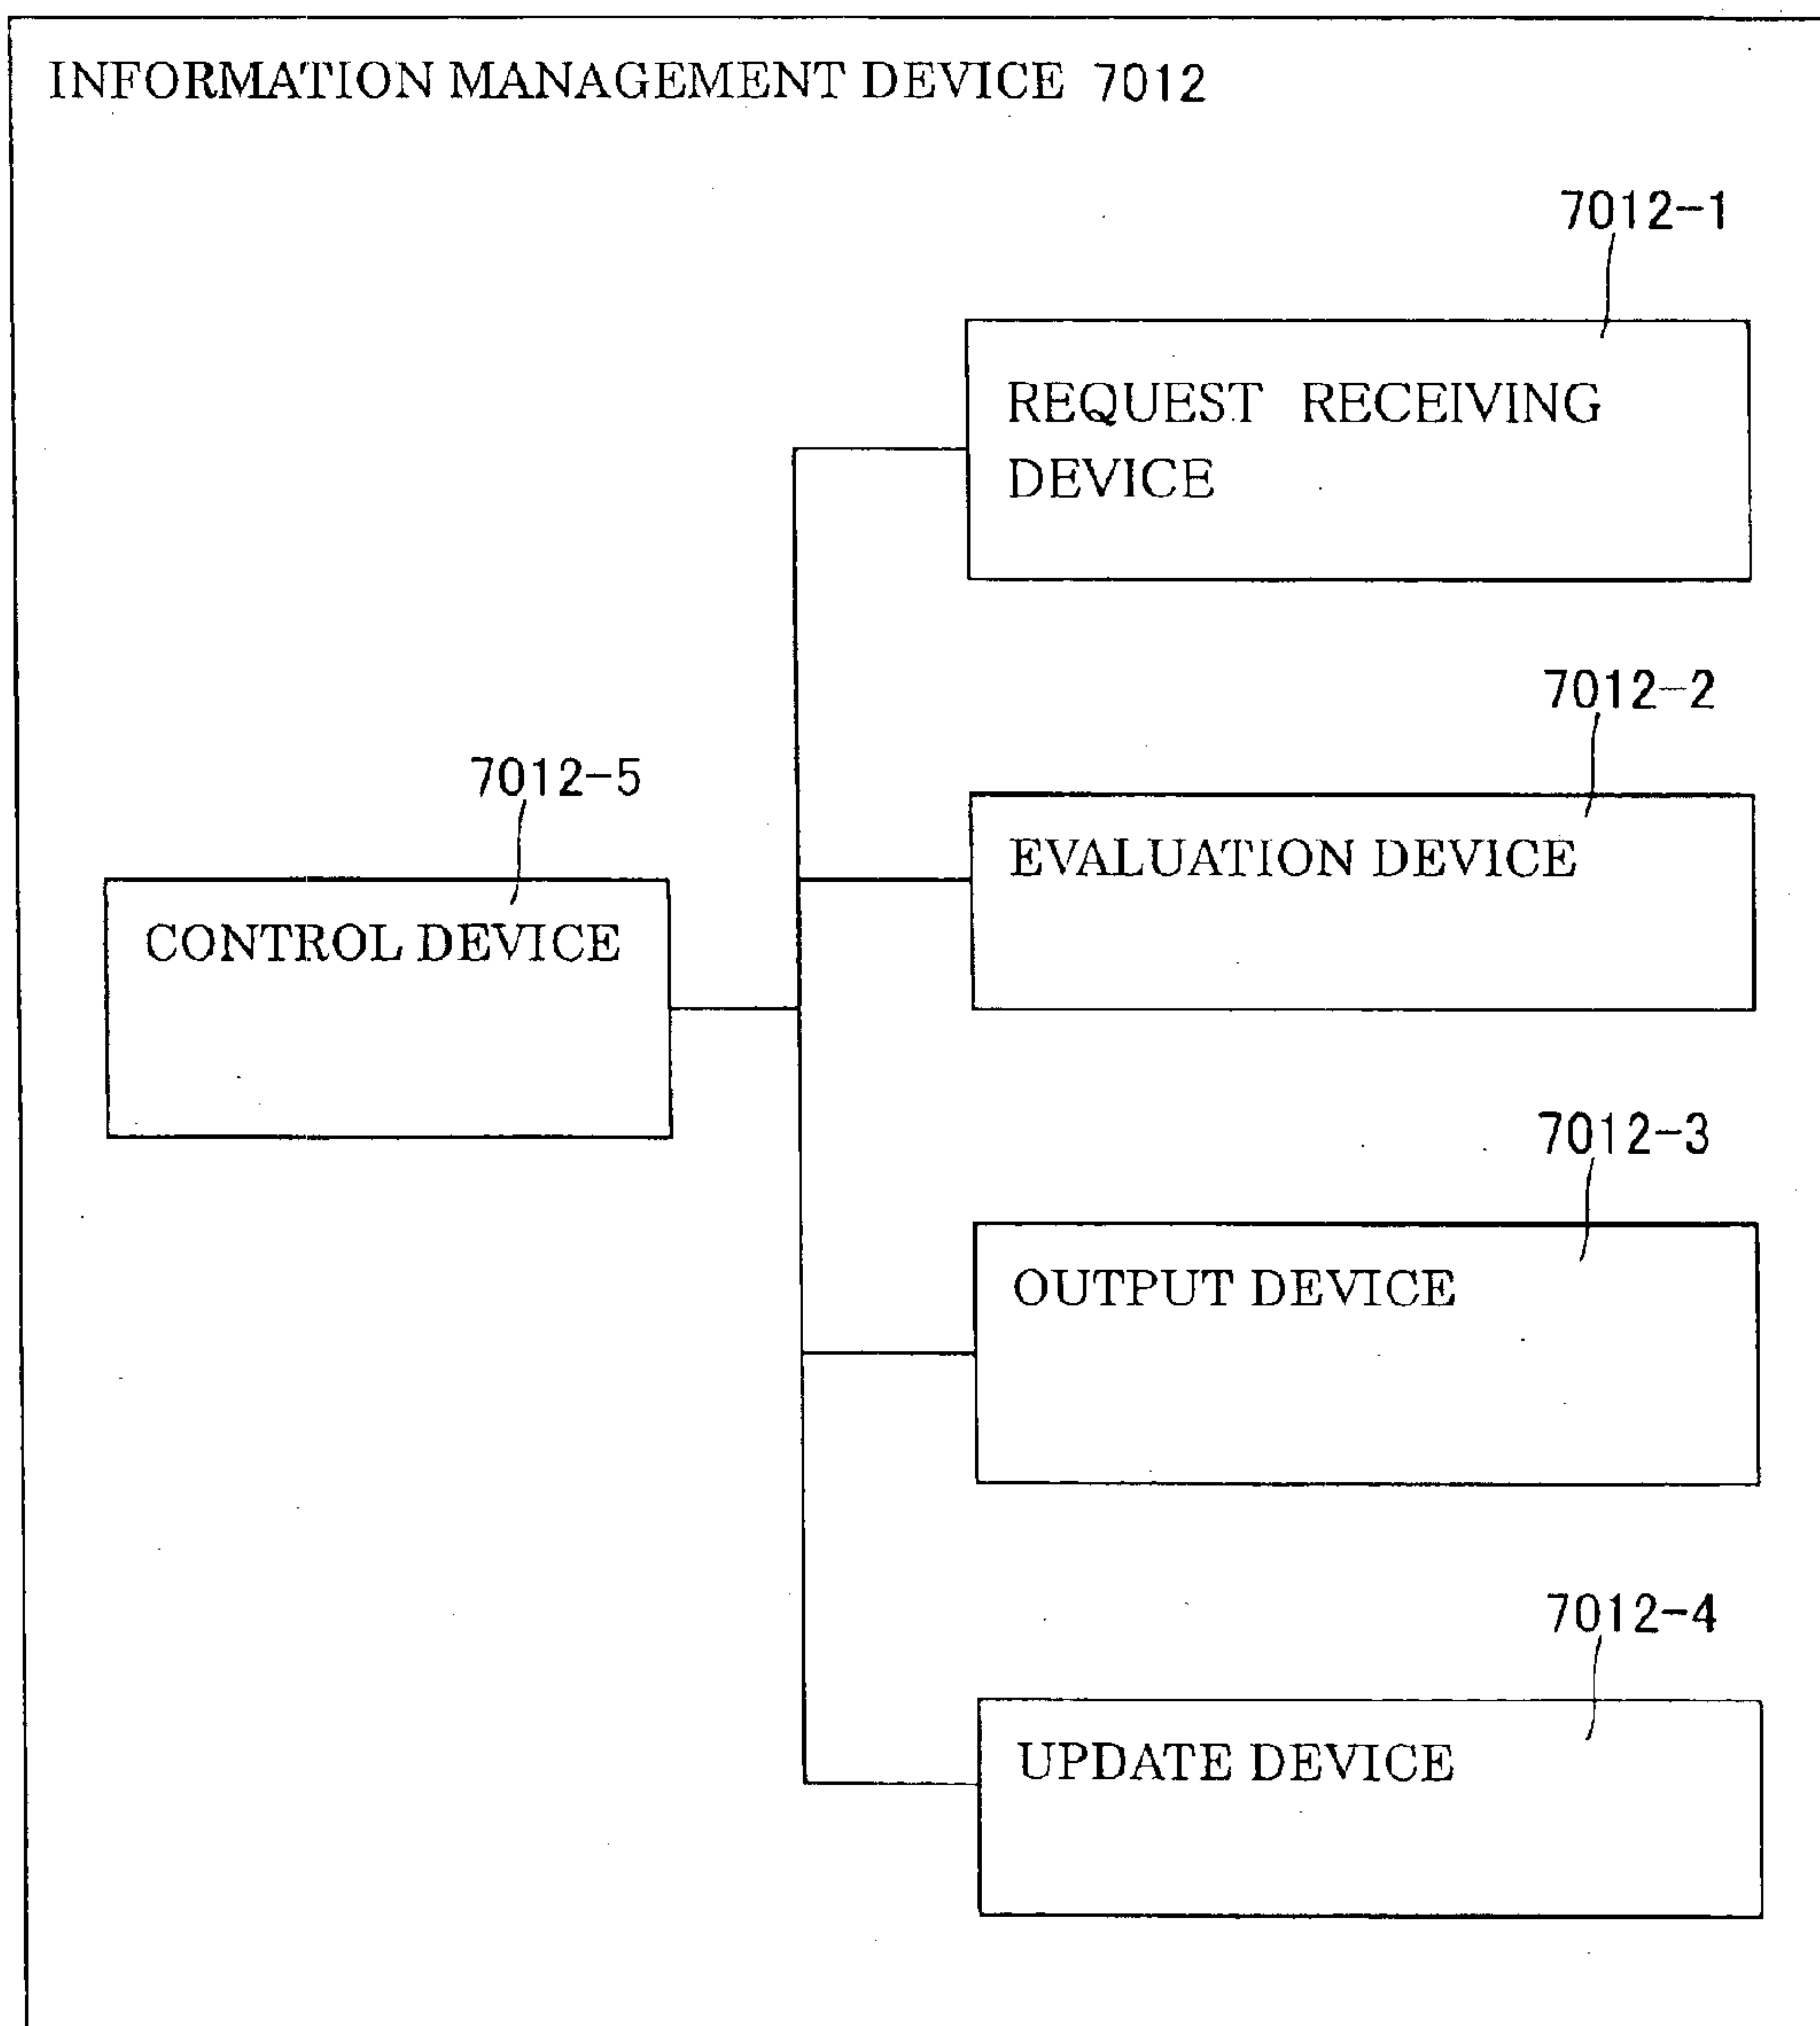 INFORMATION MANAGEMENT DEVICE 7012
7012-1
REQUEST RECEIVING
DEVICE
7012-2
EVALUATION DEVICE
7012-5
CONTROL DEVICE
7012-3
OUTPUT DEVICE
7012-4
UPDATE DEVICE